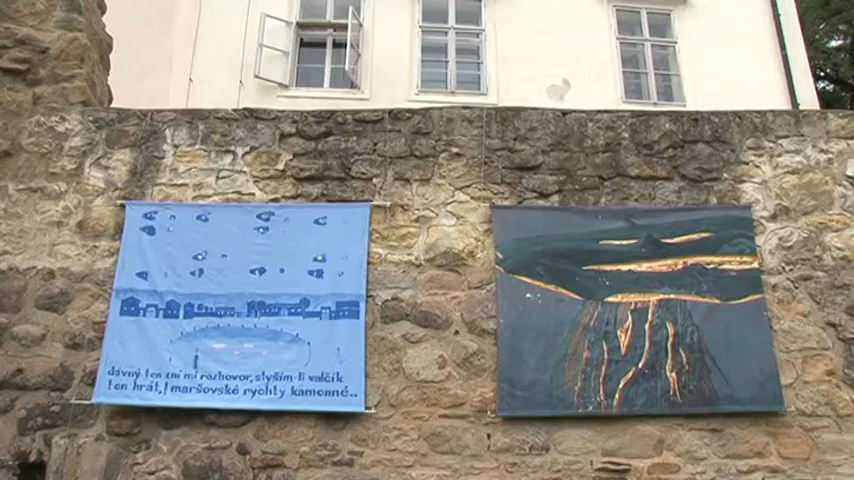 dávný ten zní mi rozhovor, slyším-li valčík
ten hrát, ! maršovské rychty kamenné..